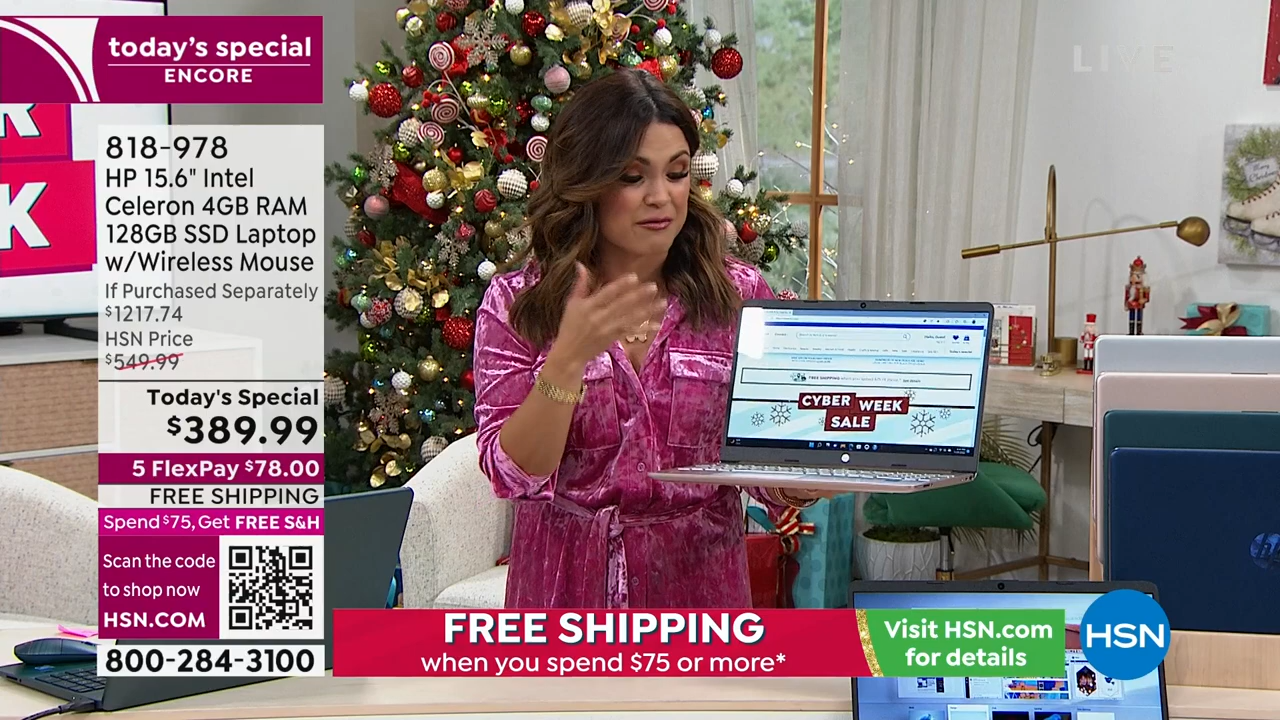 today's special
ENCORE
LIVE
R
K
818-978
HP 15.6" Intel
Celeron 4GB RAM
128GB SSD Laptop
w/Wireless Mouse
If Purchased Separately
$1217.74
HSN Price
$549.99
Today's Special
$389.99
5 FlexPay $78.00
FREE SHIPPING
Spend $75, Get FREE S&H
Scan the code
to shop now
HSN.COM
800-284-3100
FREE SHIPPING
CYBER WEEK
SALE
FREE SHIPPING
when you spend $75 or more*
Visit HSN.com
for details
HSN